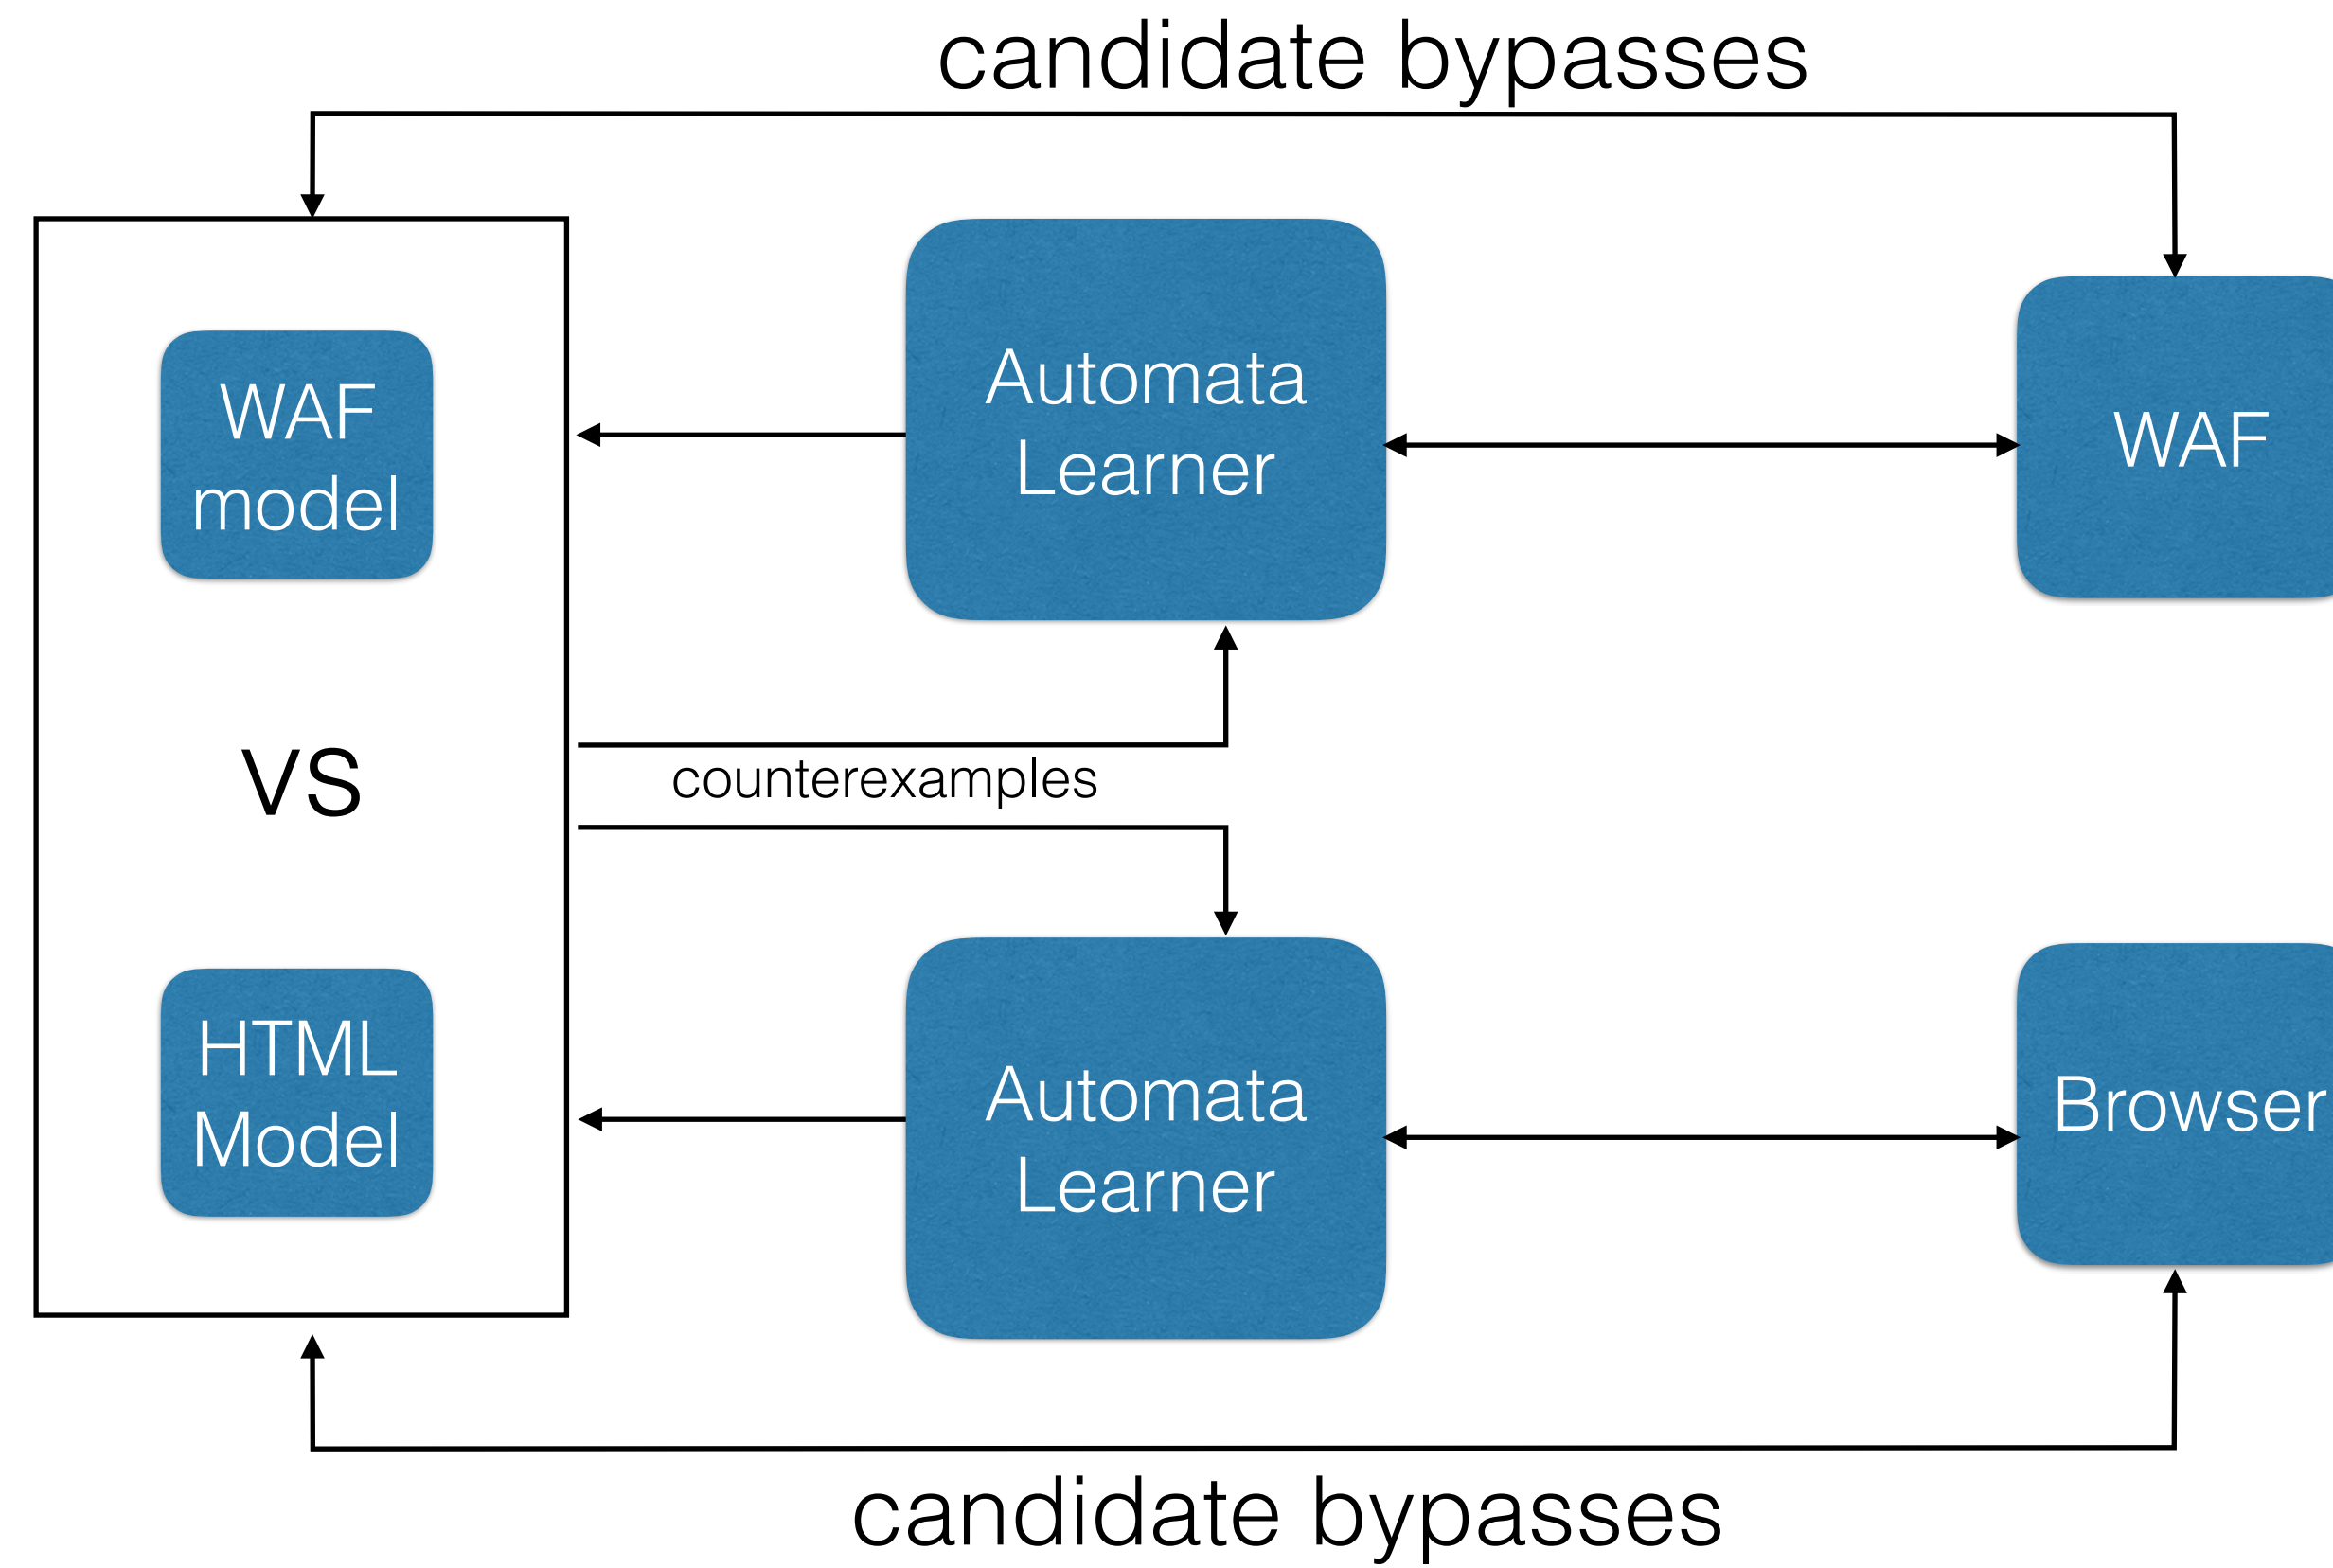 candidate bypasses
WAF
model
Automata
Learner
WAF
VS
counterexamples
HTML
Model
Automata
Learner
Browser
candidate bypasses